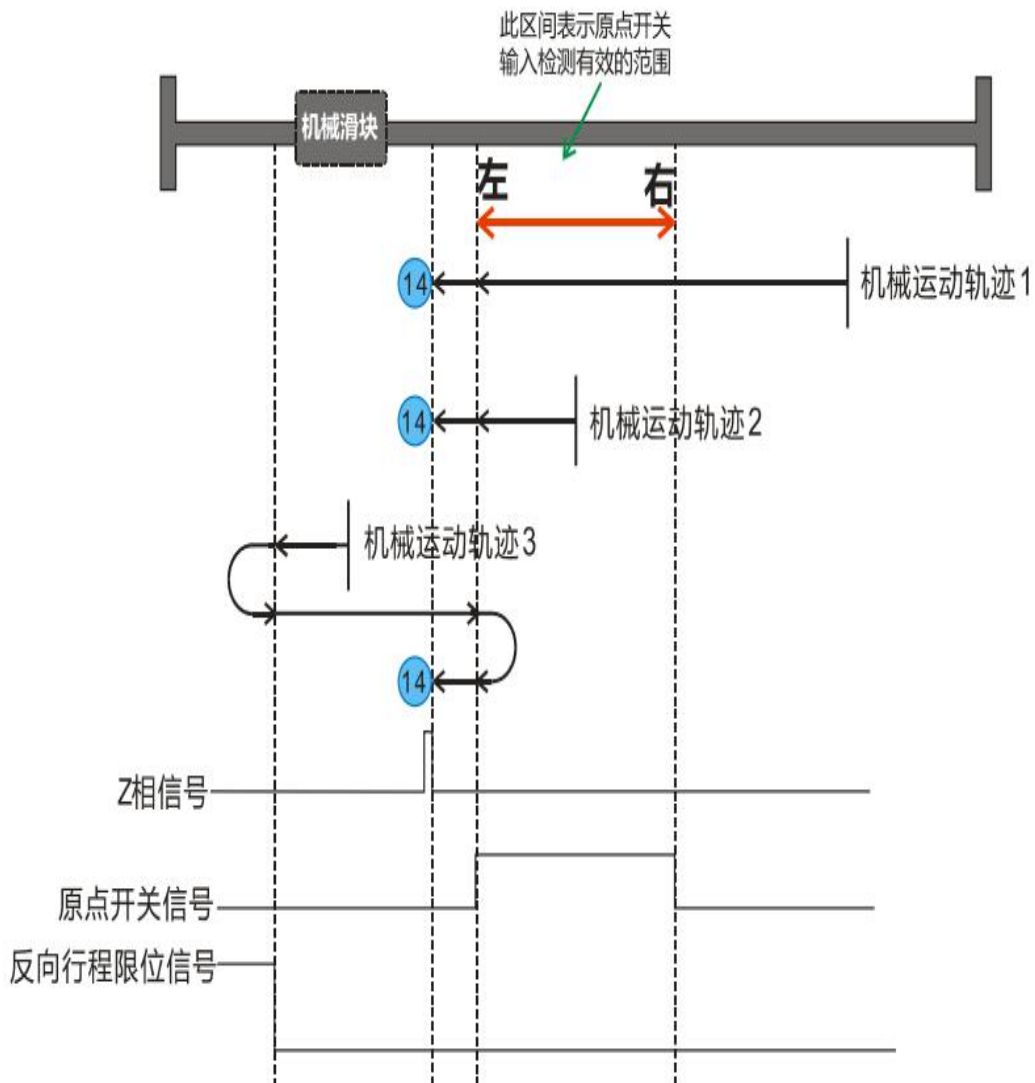 此区间表示原点开关
输入检测有效的范围
机械滑块
左
右
14
机械运动轨迹1
14
机械运动轨迹2
机械运动轨迹3
14
Z相信号
原点开关信号
反向行程限位信号